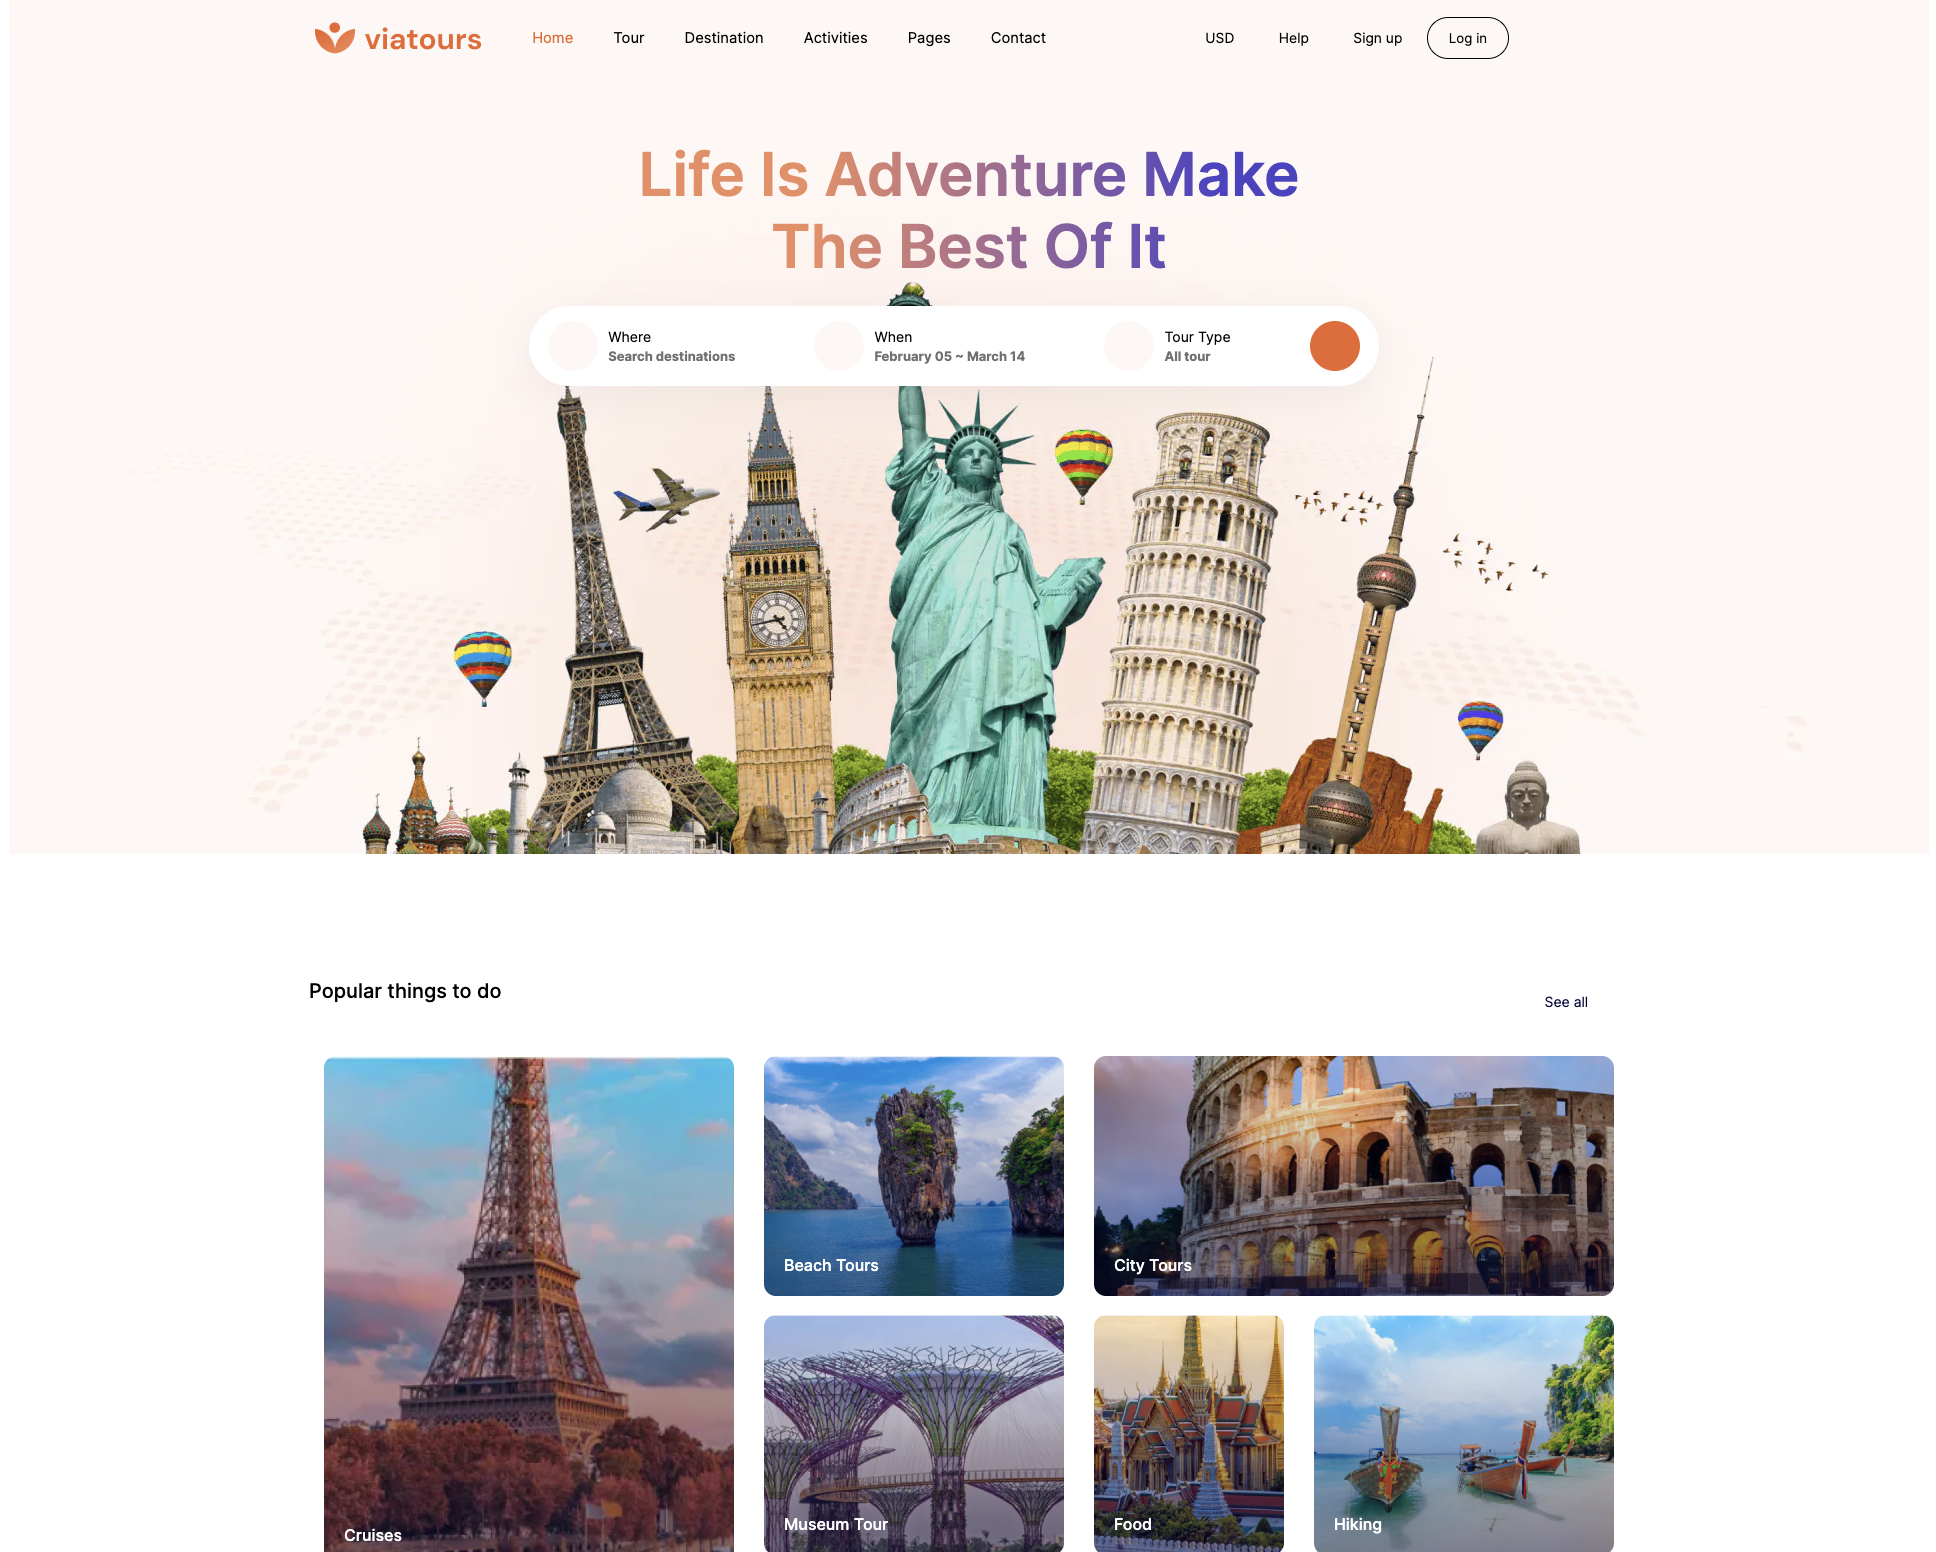 viatours
Home Tour Destination Activities Pages Contact USD Help Sign up Log in
Life Is Adventure Make
The Best Of It
Where When Tour Type
Search destinations February 05 ~ March 14 All tour
Popular things to do
See all
Beach Tours
City Tours
Museum Tour
Food
Hiking
Cruises